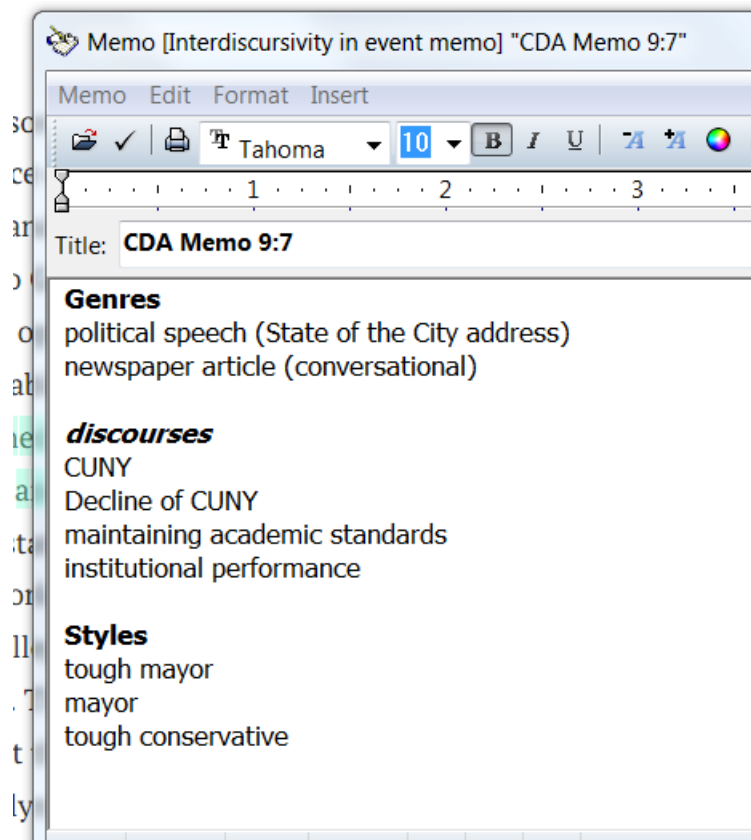 Memo [Interdiscursivity in event memo] "CDA Memo 9:7"
Memo Edit Format Insert
Tahoma 10 B I U A A
1 2 3
Title: CDA Memo 9:7
Genres
political speech (State of the City address)
newspaper article (conversational)
discourses
CUNY
Decline of CUNY
maintaining academic standards
institutional performance
Styles
tough mayor
mayor
tough conservative